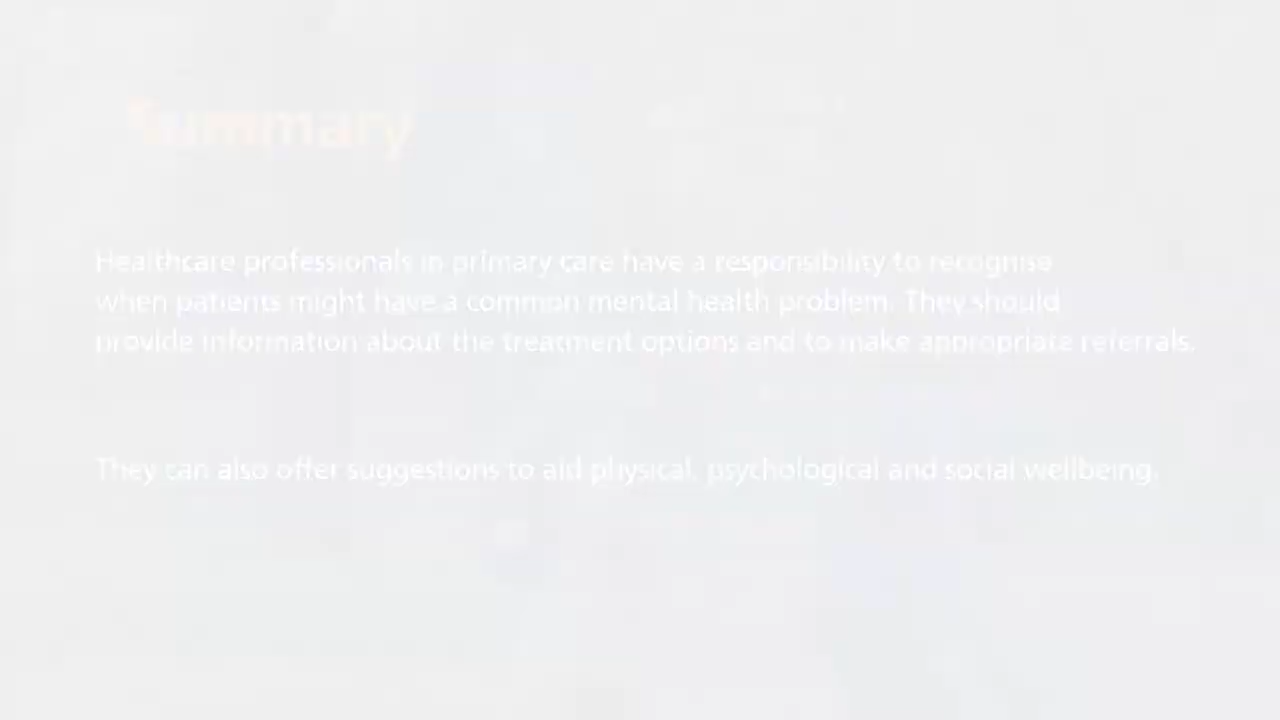 Summary
Healthcare professionals in primary care have a responsibility to recognise
when patients might have a common mental health problem. They should
provide information about the treatment options and to make appropriate referrals.
They can also offer suggestions to aid physical, psychological and social wellbeing.